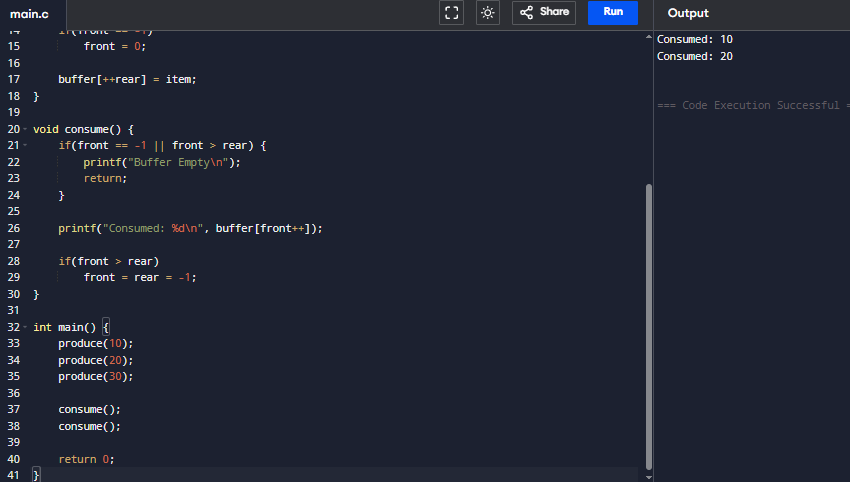 main.c
Share
Run
Output
14 if(front == -1)
15 front = 0;
16
17 buffer[++rear] = item;
18 }
19
20 void consume() {
21 if(front == -1 || front > rear) {
22 printf("Buffer Empty\n");
23 return;
24 }
25
26 printf("Consumed: %d\n", buffer[front++]);
27
28 if(front > rear)
29 front = rear = -1;
30 }
31
32 int main() {
33 produce(10);
34 produce(20);
35 produce(30);
36
37 consume();
38 consume();
39
40 return 0;
41 }
Consumed: 10
Consumed: 20
=== Code Execution Successful =